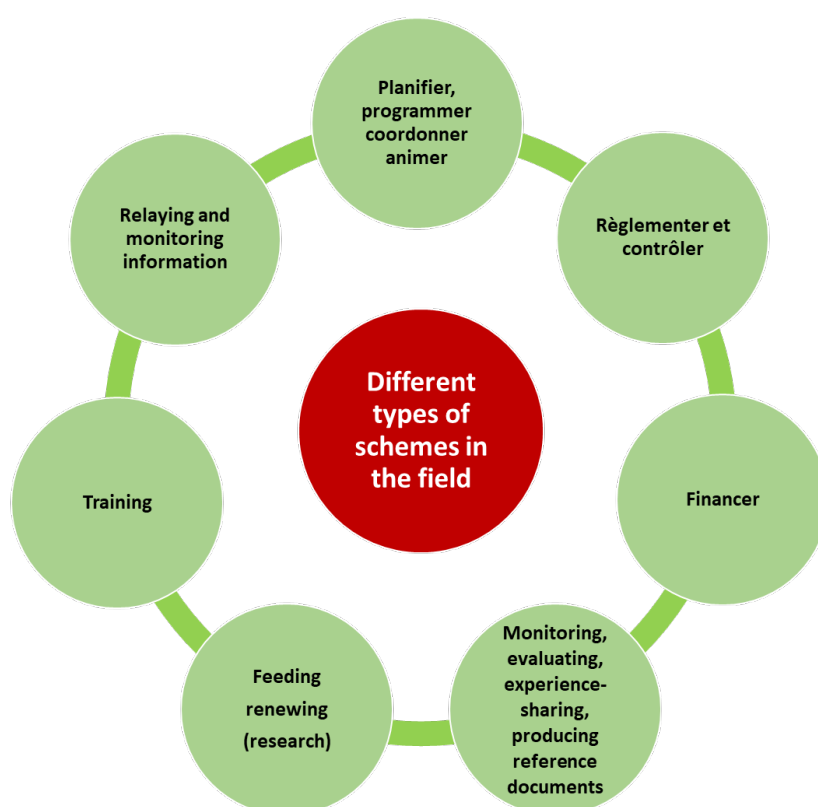 Planifier,
programmer
coordonner
animer
Règlementer et
contrôler
Financer
Monitoring,
evaluating,
experience-
sharing,
producing
reference
documents
Feeding
renewing
(research)
Training
Relaying and
monitoring
information
Different
types of
schemes in
the field